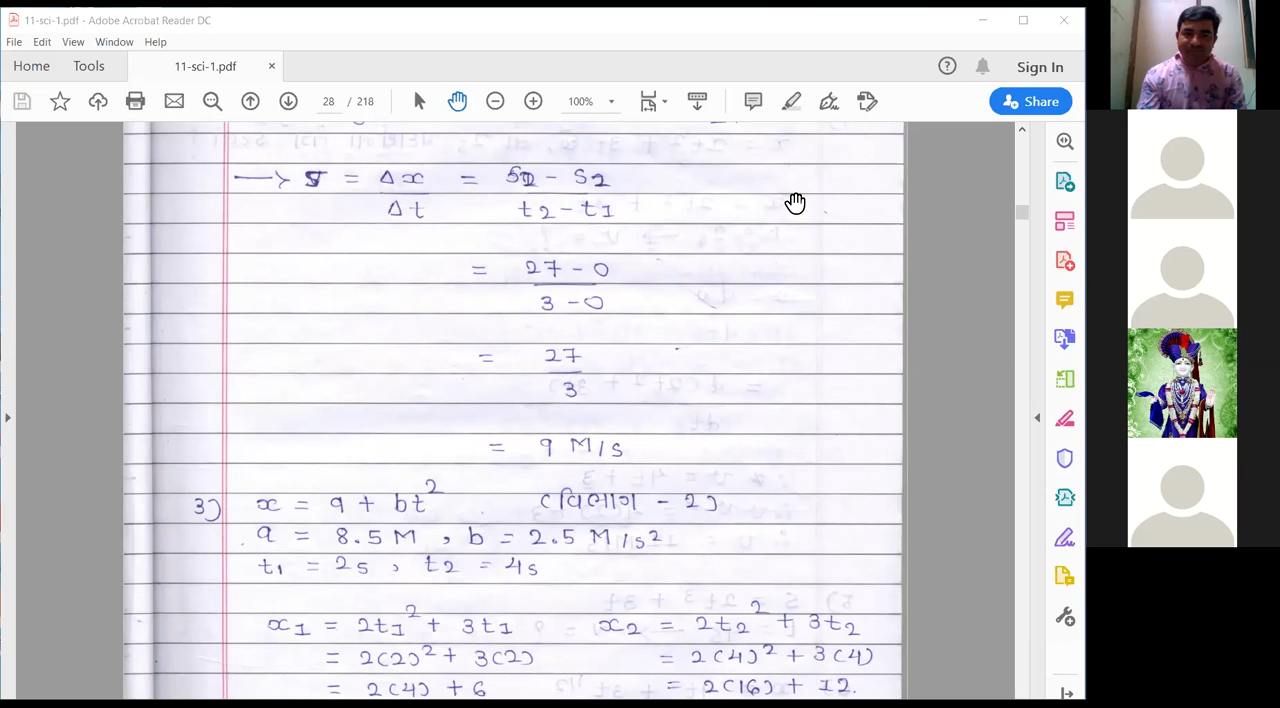 11-sci-1.pdf - Adobe Acrobat Reader DC
File Edit View Window Help
Home Tools 11-sci-1.pdf × Sign In
28 / 218 100% Share
= Δx / Δt = - S2 / t2 - t1
= 27 - 0 / 3 - 0
= 27 / 3
= 9 M/s
3) x = a + bt² (વિભાગ - 2)
a = 8.5 M , b = 2.5 M/s²
t1 = 2s , t2 = 4s
x1 = 2t1² + 3t1 x2 = 2t2² + 3t2
= 2(2)² + 3(2) = 2(4)² + 3(4)
= 2(4) + 6 = 2(16) + 12.